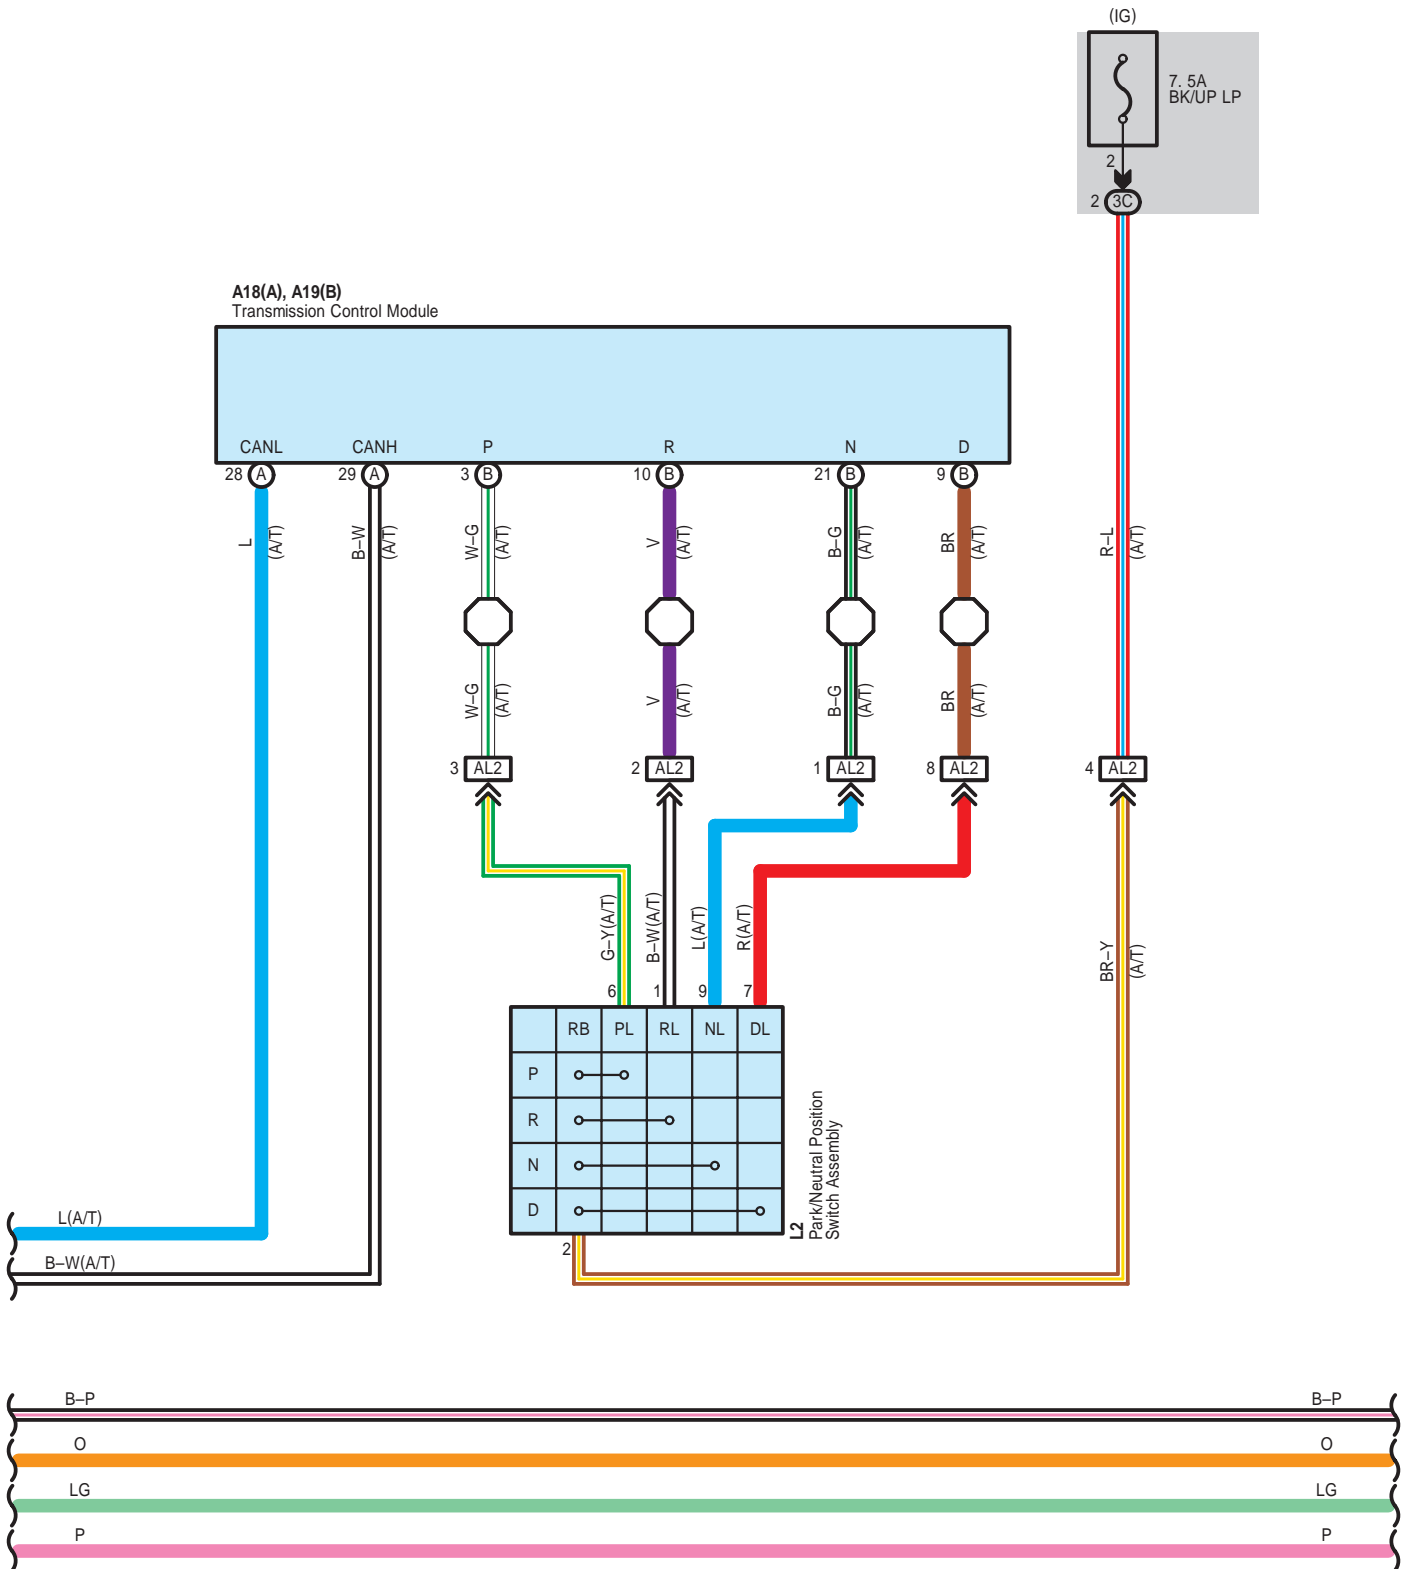 (IG)
7. 5A
BK/UP LP
2
2 3C
A18(A), A19(B)
Transmission Control Module
CANL CANH P R N D
28 A 29 A 3 B 10 B 21 B 9 B
L (A/T) B–W (A/T) W–G (A/T) V (A/T) B–G (A/T) BR (A/T) R–L (A/T)
W–G (A/T) V (A/T) B–G (A/T) BR (A/T)
3 AL2 2 AL2 1 AL2 8 AL2 4 AL2
G–Y(A/T) B–W(A/T) L(A/T) R(A/T) BR–Y (A/T)
6 1 9 7
RB PL RL NL DL
P
R
N
D
L2
Park/Neutral Position
Switch Assembly
2
L(A/T)
B–W(A/T)
B–P B–P
O O
LG LG
P P